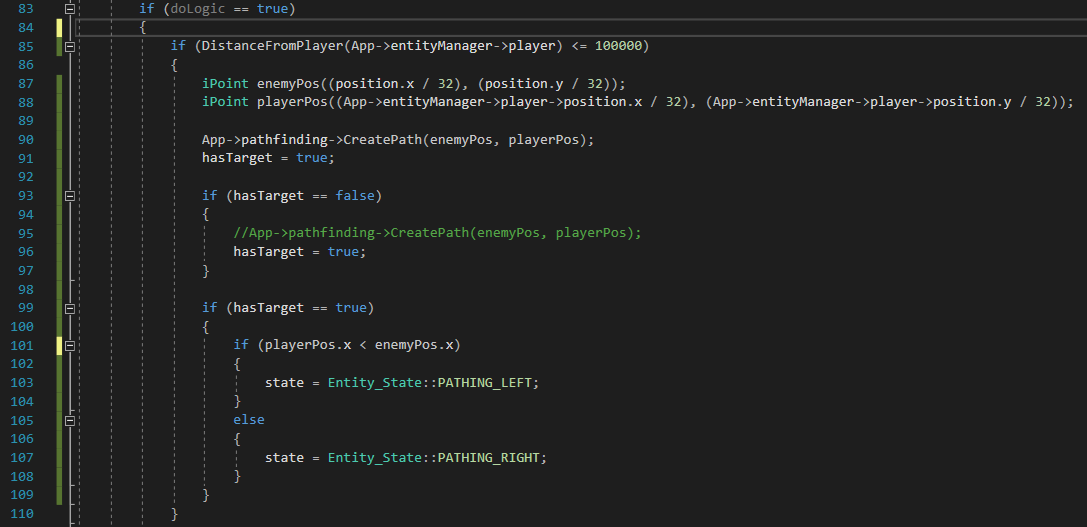 83 if (doLogic == true)
84 {
85 if (DistanceFromPlayer(App->entityManager->player) <= 100000)
86 {
87 iPoint enemyPos((position.x / 32), (position.y / 32));
88 iPoint playerPos((App->entityManager->player->position.x / 32), (App->entityManager->player->position.y / 32));
89
90 App->pathfinding->CreatePath(enemyPos, playerPos);
91 hasTarget = true;
92
93 if (hasTarget == false)
94 {
95 //App->pathfinding->CreatePath(enemyPos, playerPos);
96 hasTarget = true;
97 }
98
99 if (hasTarget == true)
100 {
101 if (playerPos.x < enemyPos.x)
102 {
103 state = Entity_State::PATHING_LEFT;
104 }
105 else
106 {
107 state = Entity_State::PATHING_RIGHT;
108 }
109 }
110 }